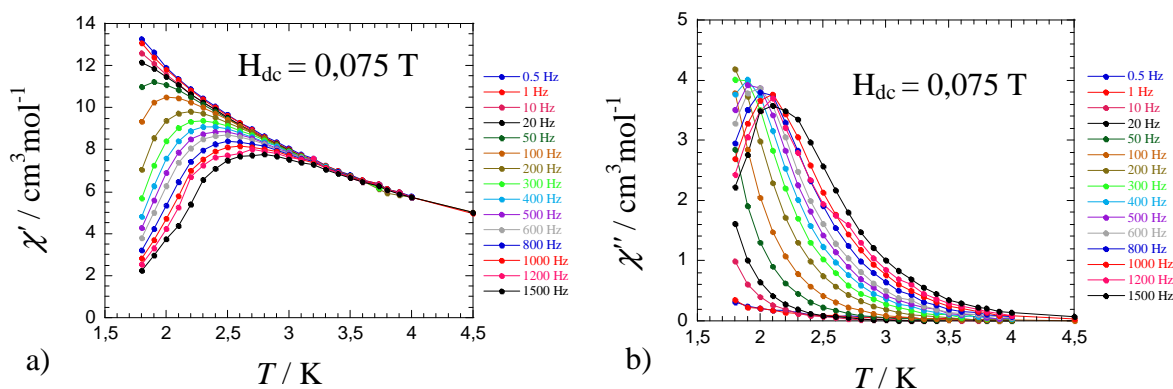 14
12
10
8
6
4
2
0
χ' / cm³mol⁻¹
H_dc = 0,075 T
1,5 2 2,5 3 3,5 4 4,5
T / K
a)
0.5 Hz
1 Hz
10 Hz
20 Hz
50 Hz
100 Hz
200 Hz
300 Hz
400 Hz
500 Hz
600 Hz
800 Hz
1000 Hz
1200 Hz
1500 Hz
5
4
3
2
1
0
χ'' / cm³mol⁻¹
H_dc = 0,075 T
1,5 2 2,5 3 3,5 4 4,5
T / K
b)
0.5 Hz
1 Hz
10 Hz
20 Hz
50 Hz
100 Hz
200 Hz
300 Hz
400 Hz
500 Hz
600 Hz
800 Hz
1000 Hz
1200 Hz
1500 Hz